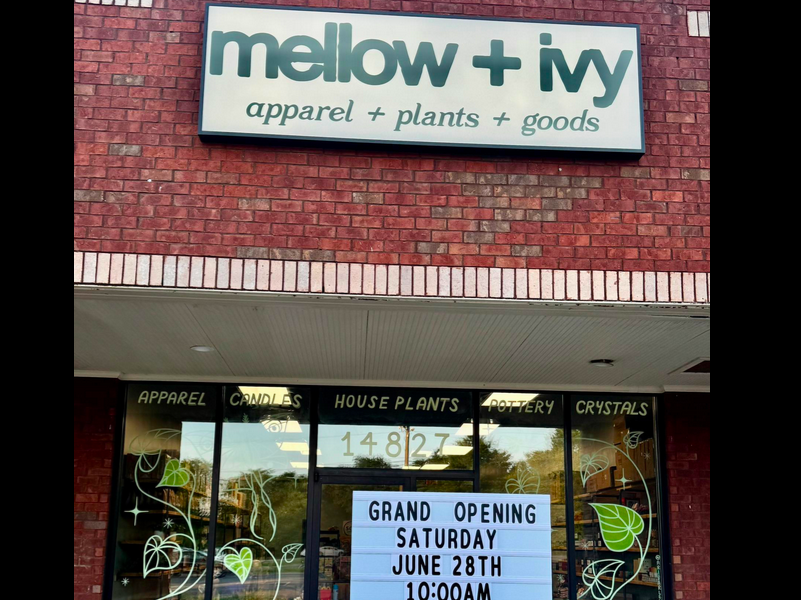 mellow + ivy
apparel + plants + goods
APPAREL
CANDLES
HOUSE PLANTS
POTTERY
CRYSTALS
14827
GRAND OPENING
SATURDAY
JUNE 28TH
10:00AM